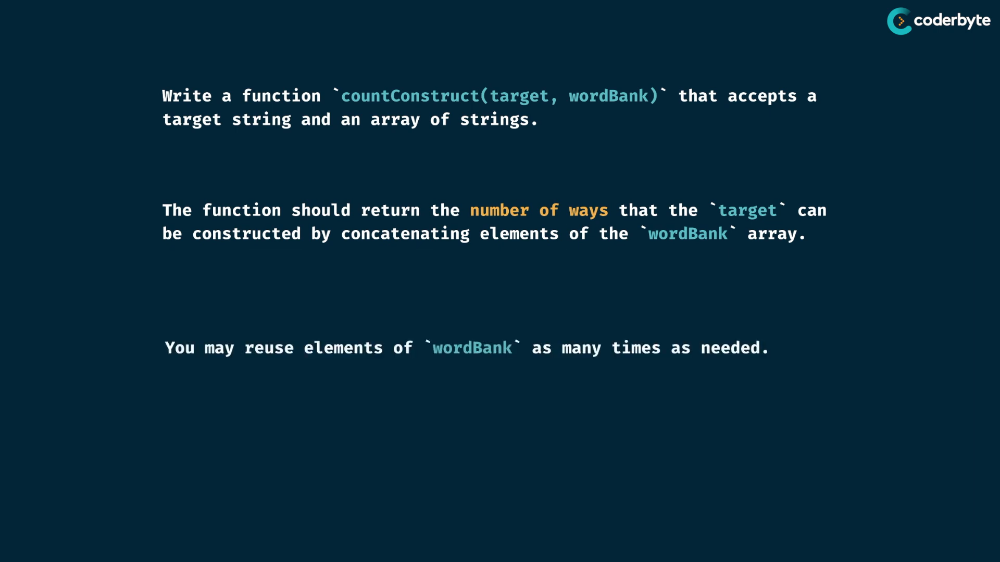 coderbyte
Write a function `countConstruct(target, wordBank)` that accepts a
target string and an array of strings.
The function should return the number of ways that the `target` can
be constructed by concatenating elements of the `wordBank` array.
You may reuse elements of `wordBank` as many times as needed.